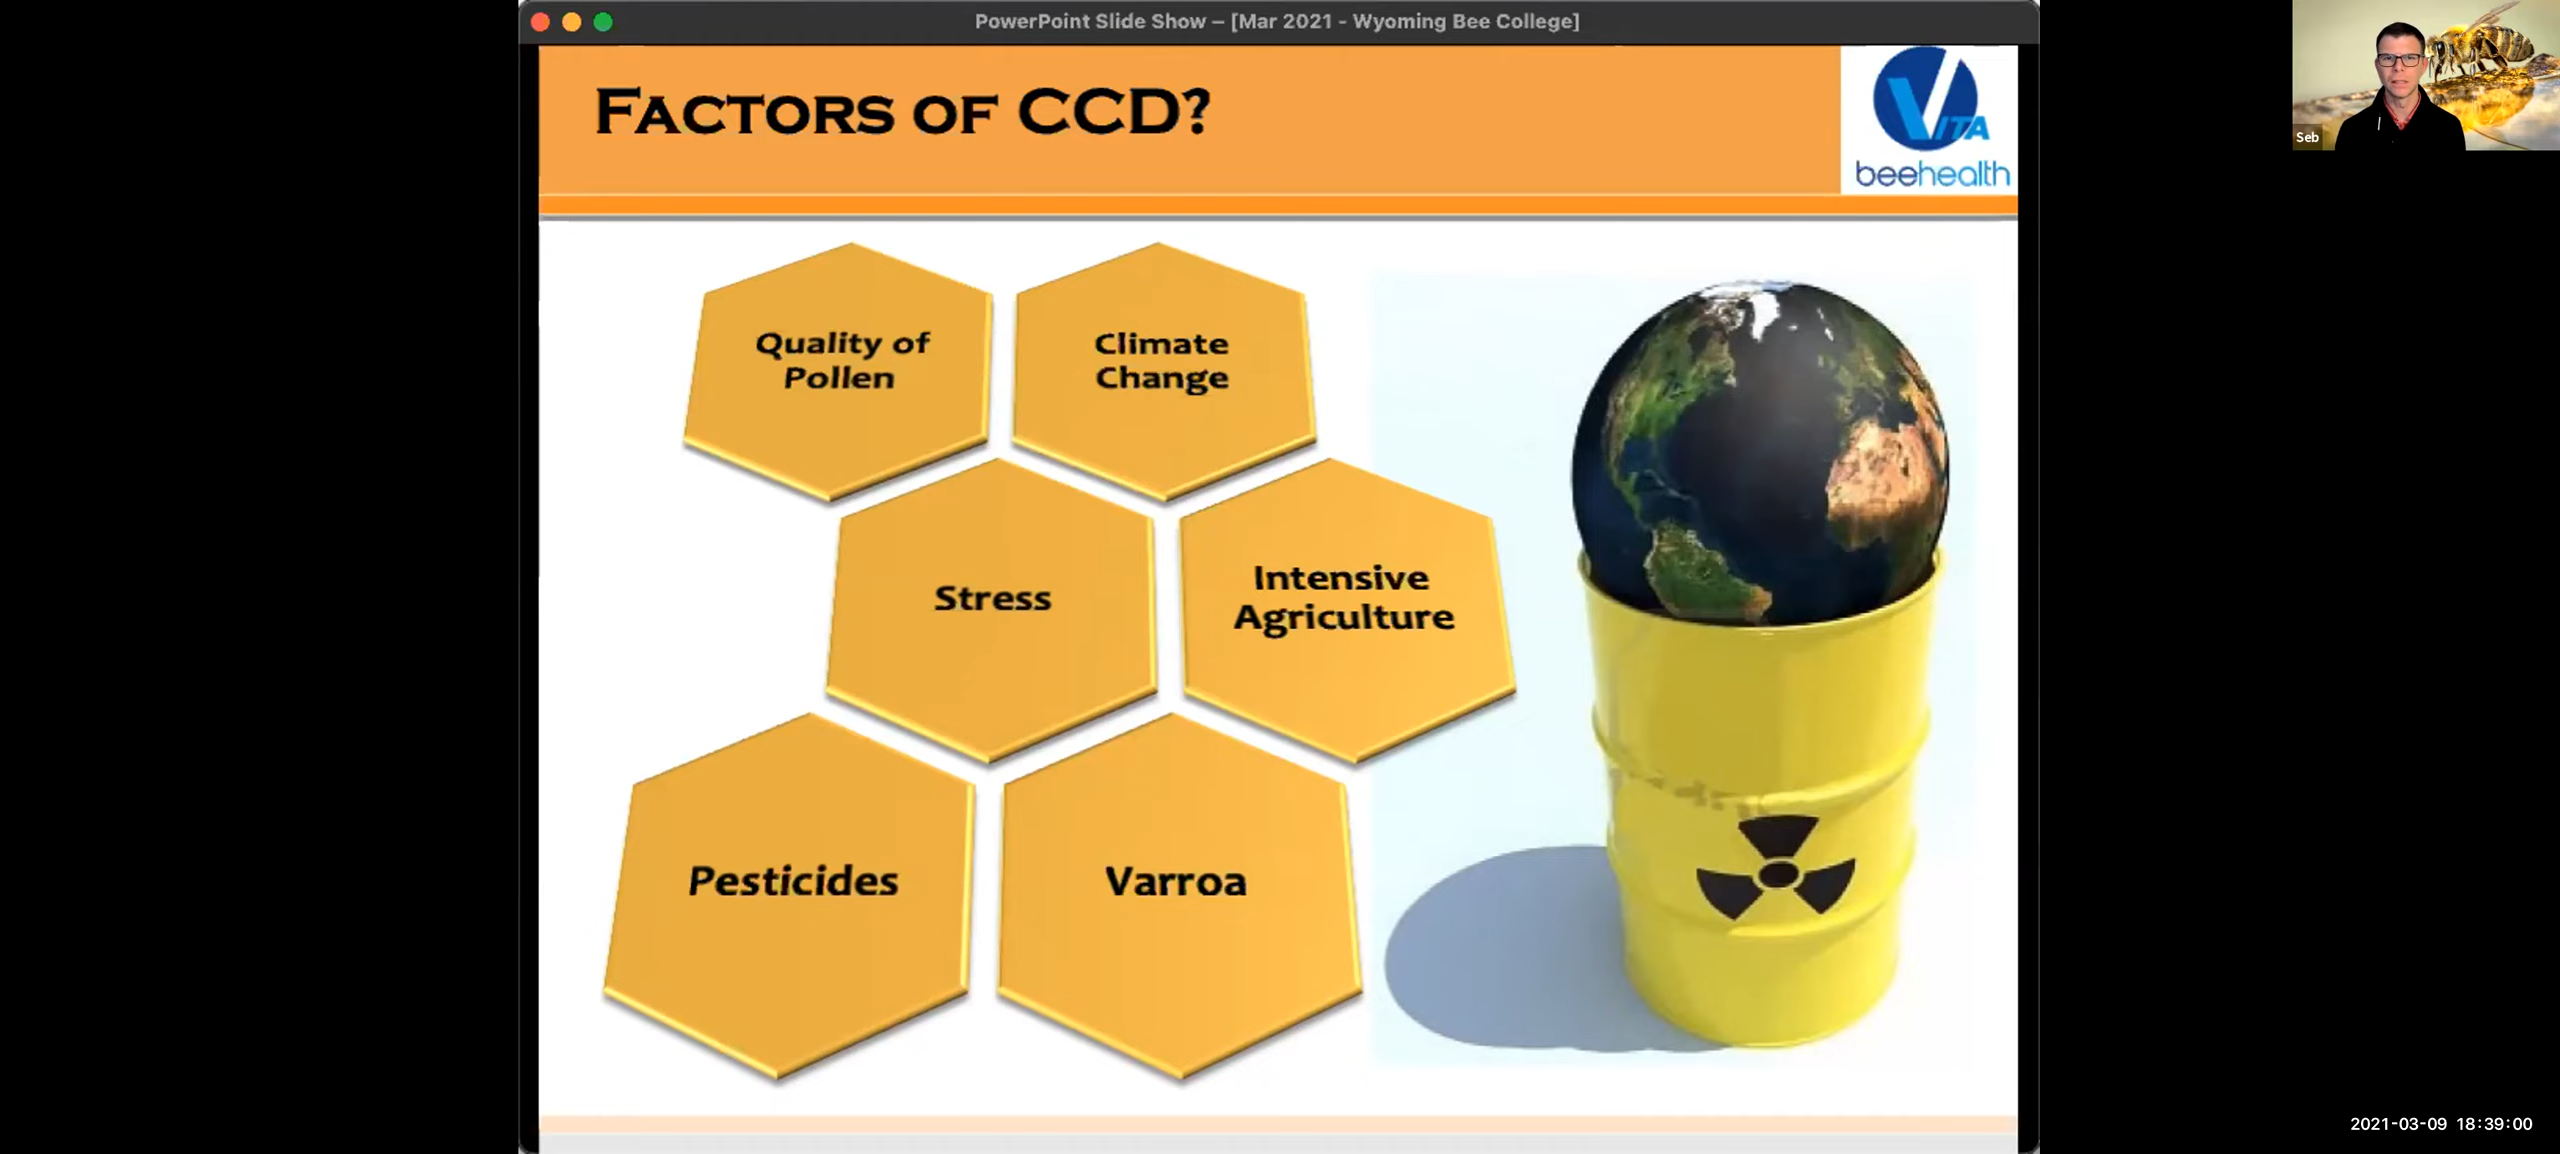 PowerPoint Slide Show – [Mar 2021 - Wyoming Bee College]
FACTORS OF CCD?
VITA
beehealth
Seb
Quality of
Pollen
Climate
Change
Stress
Intensive
Agriculture
Pesticides
Varroa
2021-03-09 18:39:00